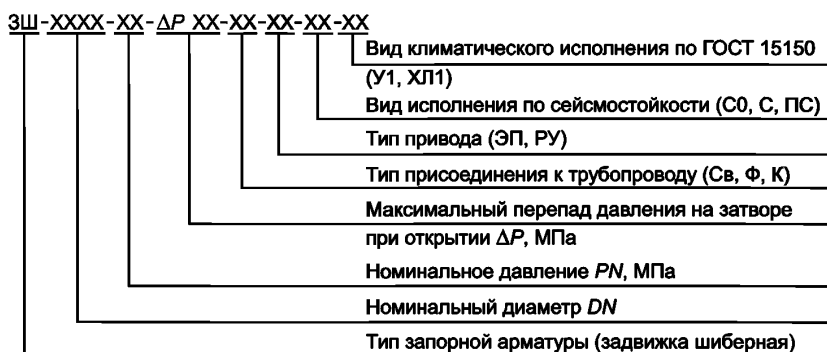 ЗШ-ХХХХ-ХХ-ΔP ХХ-ХХ-ХХ-ХХ-ХХ
Вид климатического исполнения по ГОСТ 15150
(У1, ХЛ1)
Вид исполнения по сейсмостойкости (С0, С, ПС)
Тип привода (ЭП, РУ)
Тип присоединения к трубопроводу (Св, Ф, К)
Максимальный перепад давления на затворе
при открытии ΔP, МПа
Номинальное давление PN, МПа
Номинальный диаметр DN
Тип запорной арматуры (задвижка шиберная)